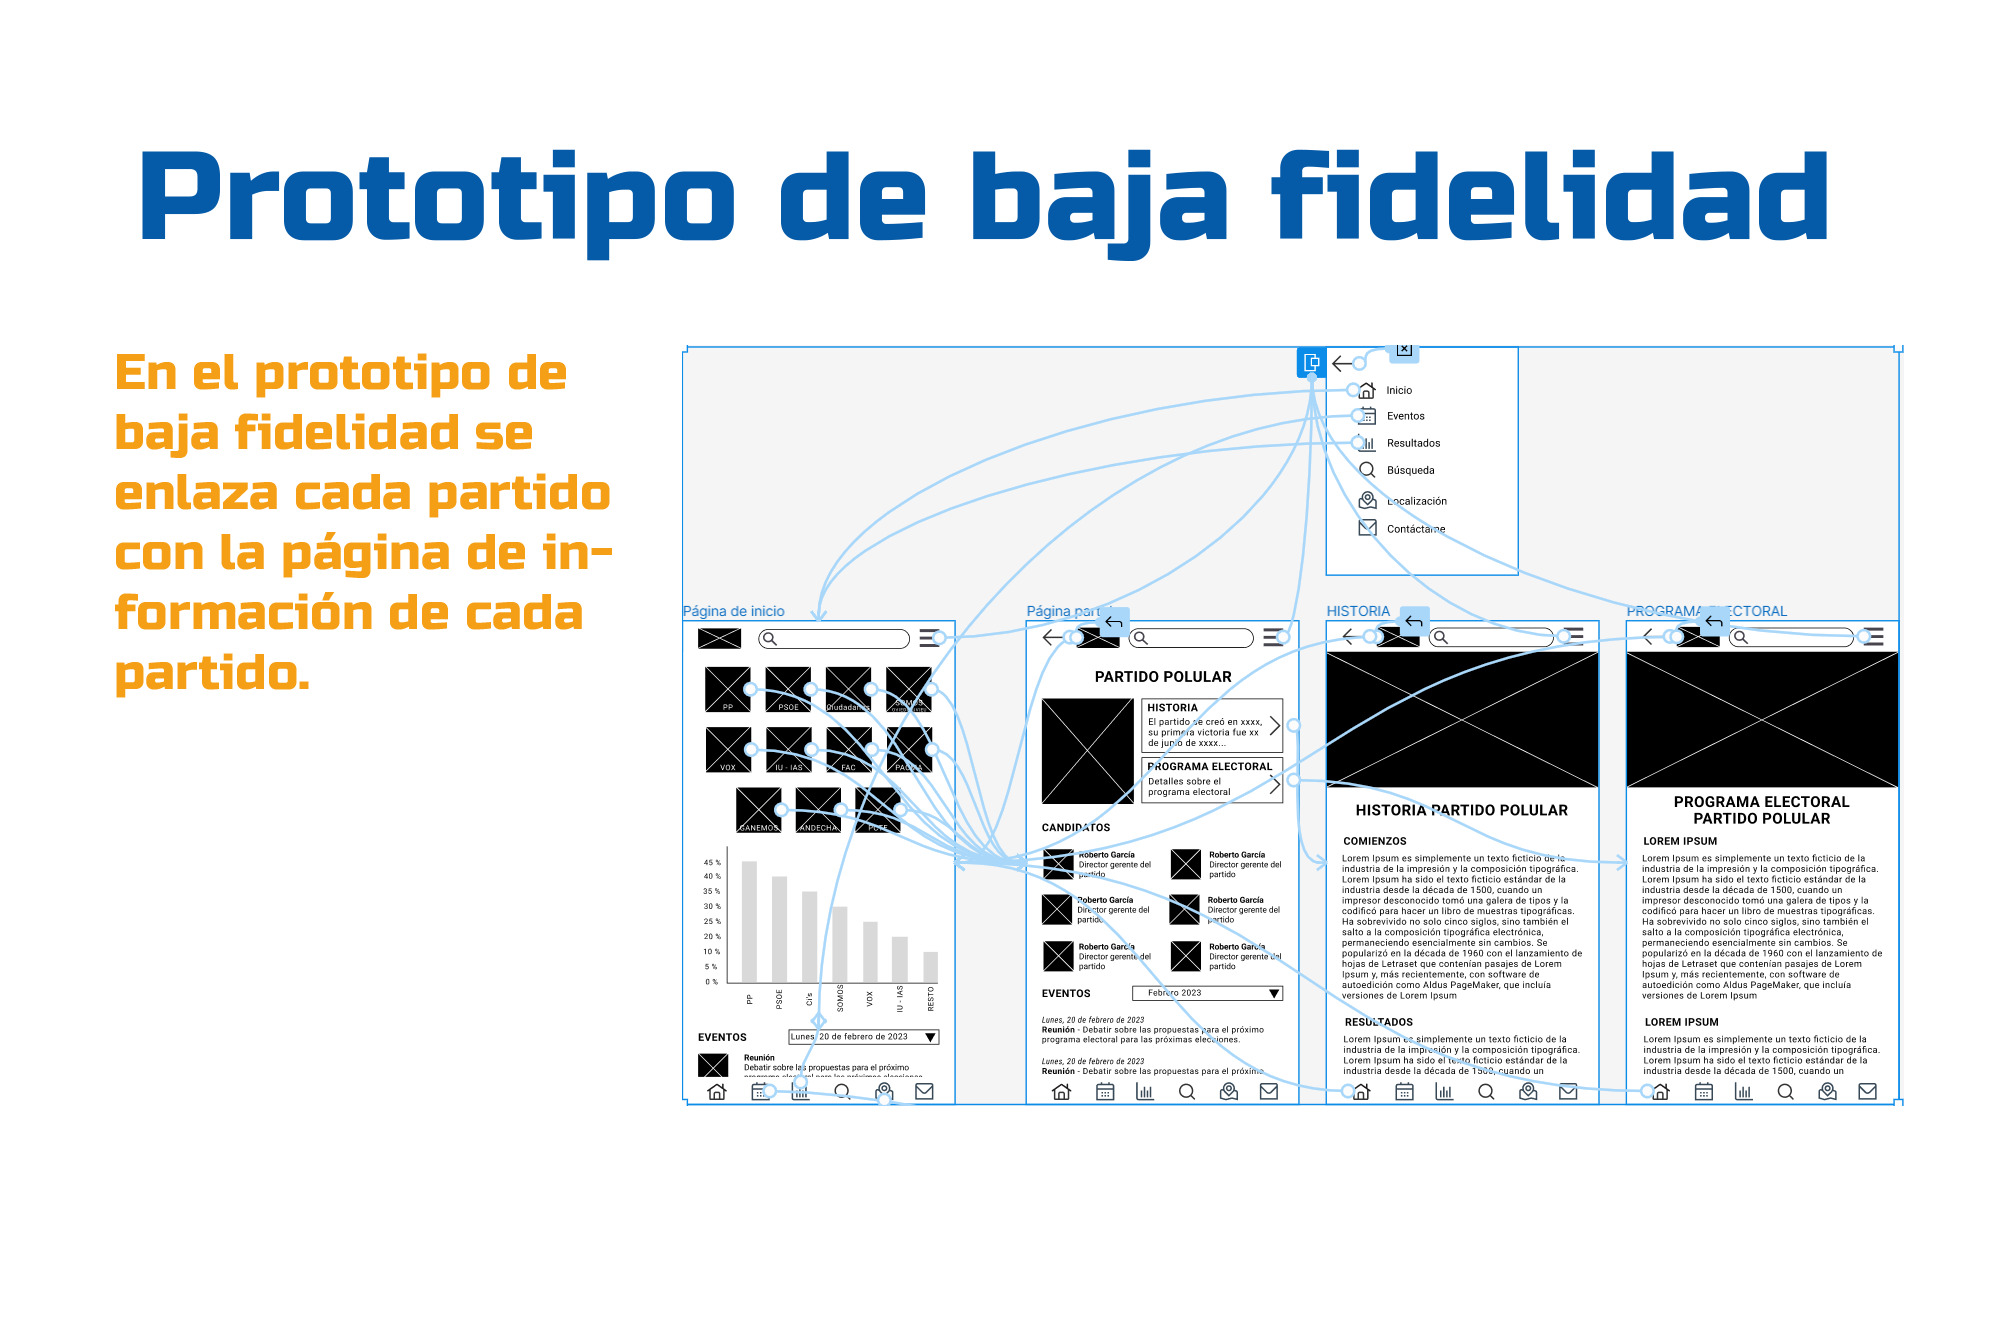 Prototipo de baja fidelidad
En el prototipo de
baja fidelidad se
enlaza cada partido
con la página de in-
formación de cada
partido.
Inicio
Eventos
Resultados
Búsqueda
Localización
Contáctame
Página de inicio
PP
PSOE
Ciudadanos
SOMOS
VOX
IU - IAS
FAC
PACMA
GANEMOS
ANDECHA
PCTE
45 %
40 %
35 %
30 %
25 %
20 %
10 %
5 %
0 %
PP
PSOE
Ci's
SOMOS
VOX
IU - IAS
RESTO
EVENTOS
Lunes, 20 de febrero de 2023
Reunión
Debatir sobre las propuestas para el próximo
programa electoral para las próximas elecciones
Página
PARTIDO POLULAR
HISTORIA
El partido se creó en xxxx,
su primera victoria fue xx
de junio de xxxx...
PROGRAMA ELECTORAL
Detalles sobre el
programa electoral
CANDIDATOS
Roberto García
Director gerente del
partido
Roberto García
Director gerente del
partido
Roberto García
Director gerente del
partido
Roberto García
Director gerente del
partido
Roberto García
Director gerente del
partido
Roberto García
Director gerente del
partido
EVENTOS
Febrero 2023
Lunes, 20 de febrero de 2023
Reunión - Debatir sobre las propuestas para el próximo
programa electoral para las próximas elecciones.
Lunes, 20 de febrero de 2023
Reunión - Debatir sobre las propuestas para el próximo
HISTORIA
HISTORIA PARTIDO POLULAR
COMIENZOS
Lorem Ipsum es simplemente un texto ficticio de la
industria de la impresión y la composición tipográfica.
Lorem Ipsum ha sido el texto ficticio estándar de la
industria desde la década de 1500, cuando un
impresor desconocido tomó una galera de tipos y la
codificó para hacer un libro de muestras tipográficas.
Ha sobrevivido no solo cinco siglos, sino también el
salto a la composición tipográfica electrónica,
permaneciendo esencialmente sin cambios. Se
popularizó en la década de 1960 con el lanzamiento de
hojas de Letraset que contenían pasajes de Lorem
Ipsum y, más recientemente, con software de
autoedición como Aldus PageMaker, que incluía
versiones de Lorem Ipsum
RESULTADOS
Lorem Ipsum es simplemente un texto ficticio de la
industria de la impresión y la composición tipográfica.
Lorem Ipsum ha sido el texto ficticio estándar de la
industria desde la década de 1500, cuando un
PROGRAMA ELECTORAL
PROGRAMA ELECTORAL
PARTIDO POLULAR
LOREM IPSUM
Lorem Ipsum es simplemente un texto ficticio de la
industria de la impresión y la composición tipográfica.
Lorem Ipsum ha sido el texto ficticio estándar de la
industria desde la década de 1500, cuando un
impresor desconocido tomó una galera de tipos y la
codificó para hacer un libro de muestras tipográficas.
Ha sobrevivido no solo cinco siglos, sino también el
salto a la composición tipográfica electrónica,
permaneciendo esencialmente sin cambios. Se
popularizó en la década de 1960 con el lanzamiento de
hojas de Letraset que contenían pasajes de Lorem
Ipsum y, más recientemente, con software de
autoedición como Aldus PageMaker, que incluía
versiones de Lorem Ipsum
LOREM IPSUM
Lorem Ipsum es simplemente un texto ficticio de la
industria de la impresión y la composición tipográfica.
Lorem Ipsum ha sido el texto ficticio estándar de la
industria desde la década de 1500, cuando un